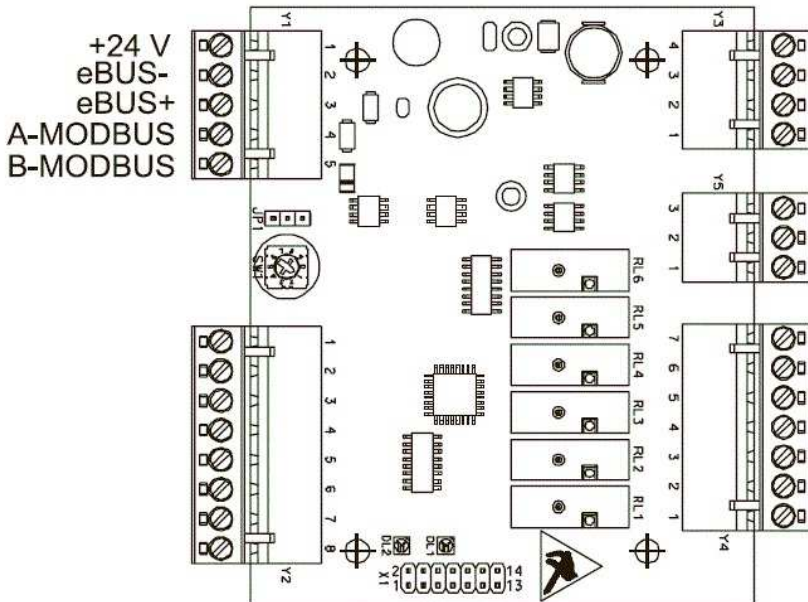 +24 V
eBUS-
eBUS+
A-MODBUS
B-MODBUS
Y1
1
2
3
4
5
JP1
SW1
1
2
3
4
5
6
7
8
Y2
Y3
4
3
2
1
Y5
3
2
1
RL6
RL5
RL4
RL3
RL2
RL1
7
6
5
4
3
2
1
Y4
DL2
DL1
X1
2
14
1
13